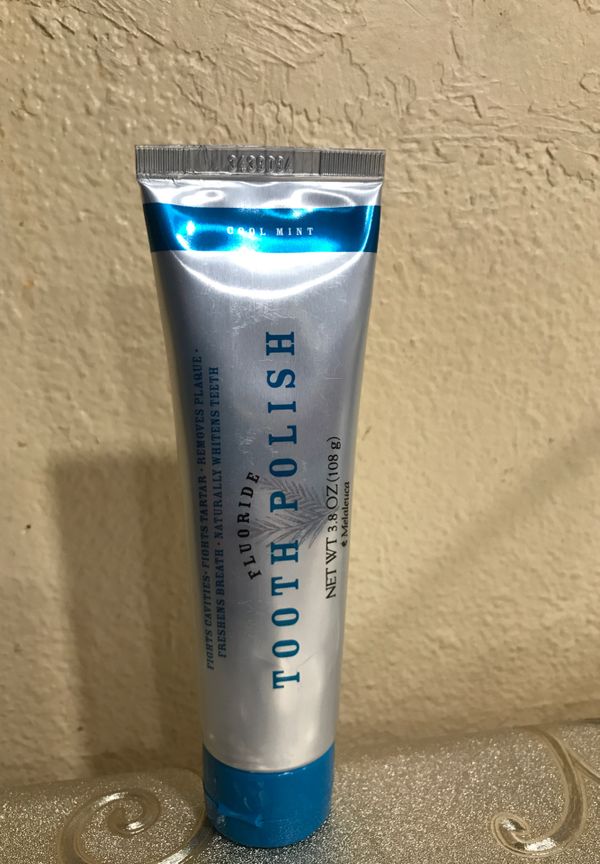 COOL MINT
FIGHTS CAVITIES • FIGHTS TARTAR • REMOVES PLAQUE •
FRESHENS BREATH • NATURALLY WHITENS TEETH
FLUORIDE
TOOTH POLISH
NET WT 3.8 OZ (108 g)
Melaleuca